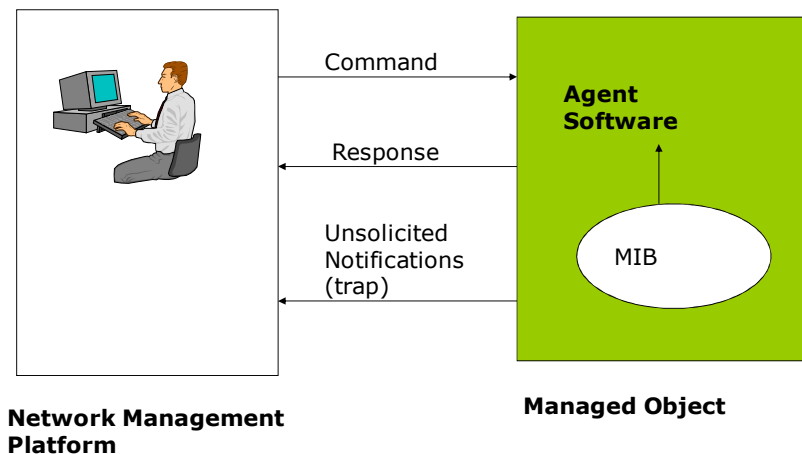 Command
Agent
Software
Response
Unsolicited
Notifications
(trap)
MIB
Network Management
Platform
Managed Object